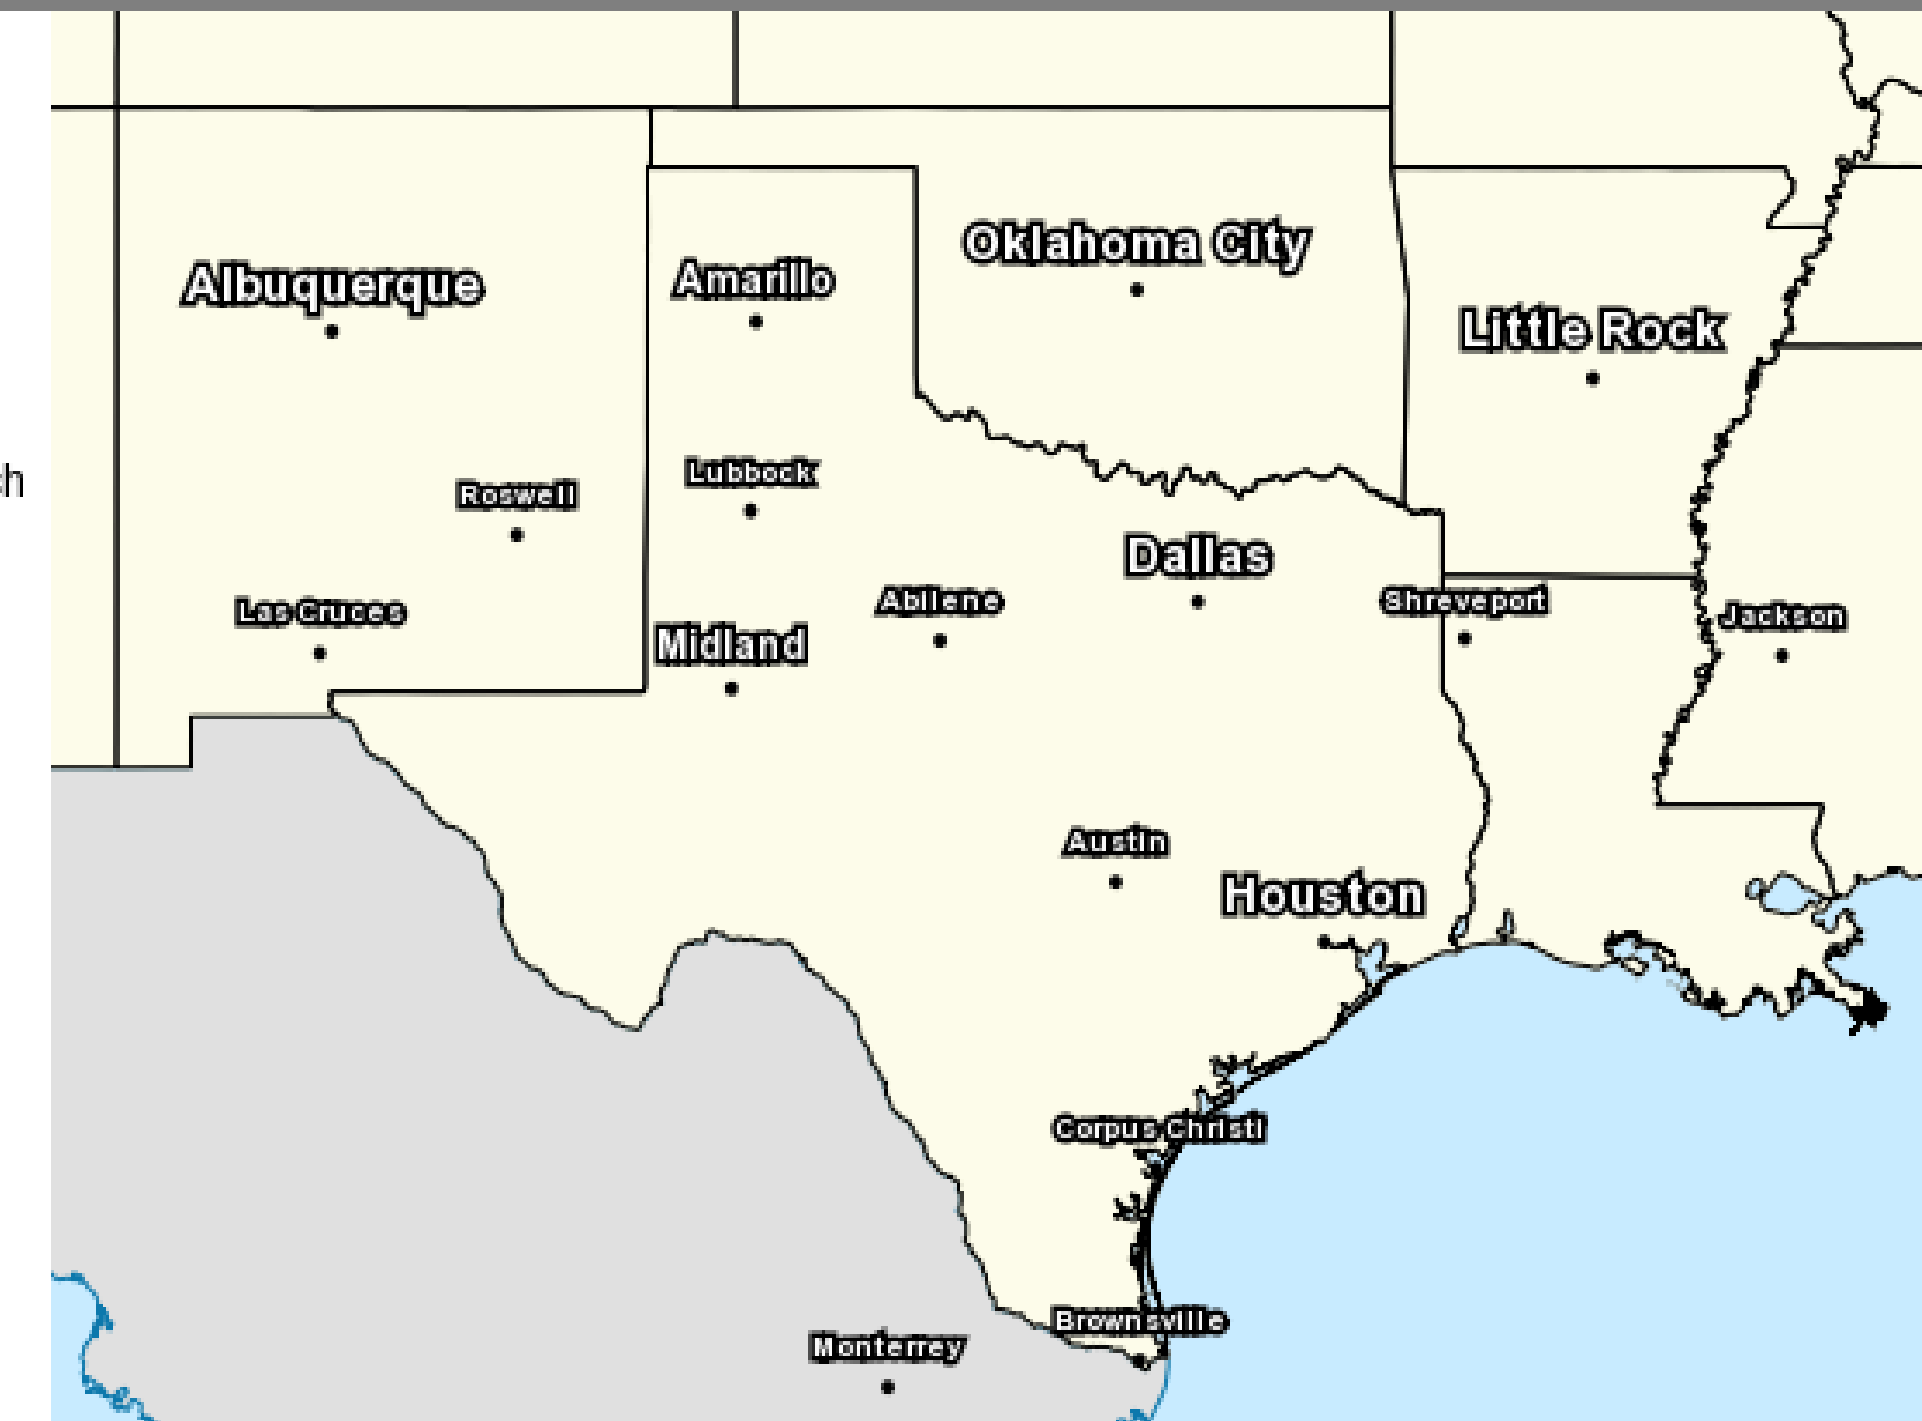 Oklahoma City
Albuquerque
Amarillo
Little Rock
Lubbock
Roswell
Dallas
Las Cruces
Abilene
Shreveport
Midland
Jackson
Austin
Houston
Corpus Christi
Brownsville
Monterrey